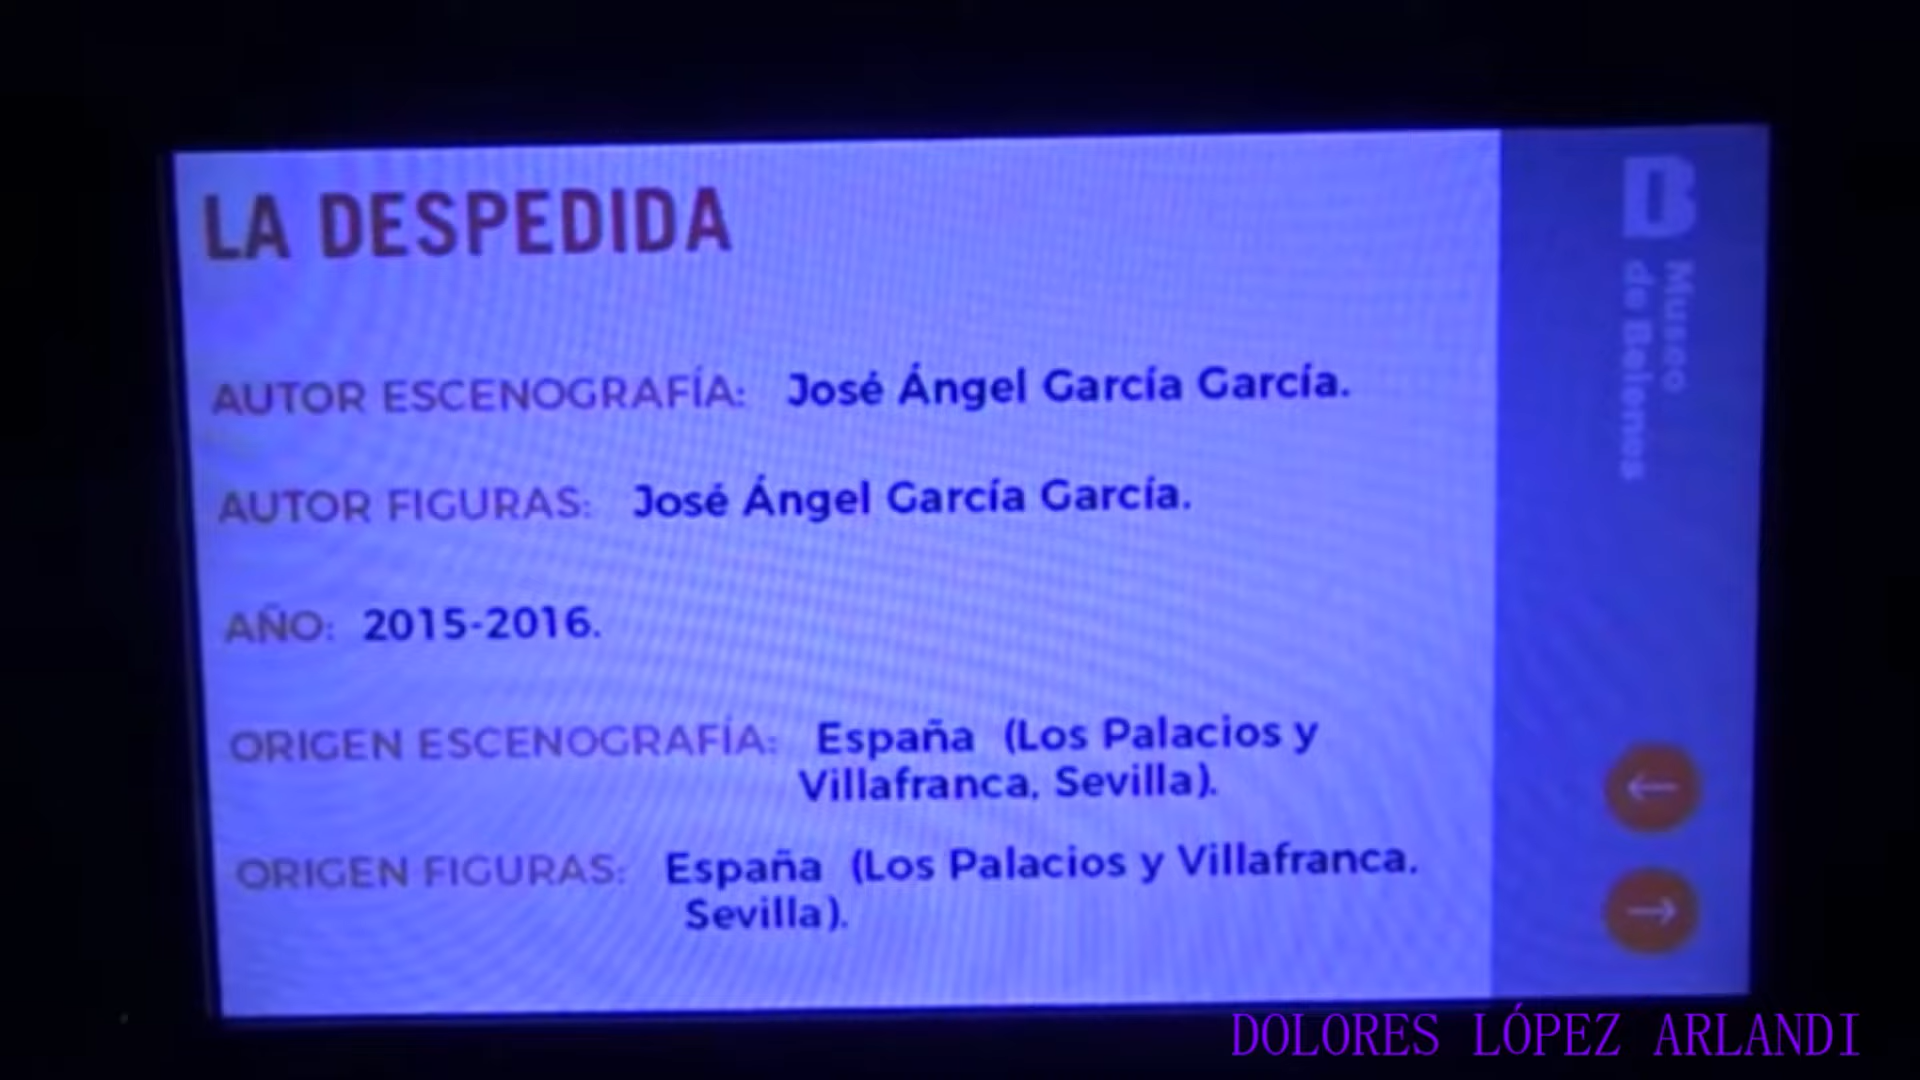 LA DESPEDIDA
AUTOR ESCENOGRAFÍA: José Ángel García García.
AUTOR FIGURAS: José Ángel García García.
AÑO: 2015-2016.
ORIGEN ESCENOGRAFÍA: España (Los Palacios y
Villafranca, Sevilla).
ORIGEN FIGURAS: España (Los Palacios y Villafranca.
Sevilla).
B
Museo
de Belenes
DOLORES LÓPEZ ARLANDI